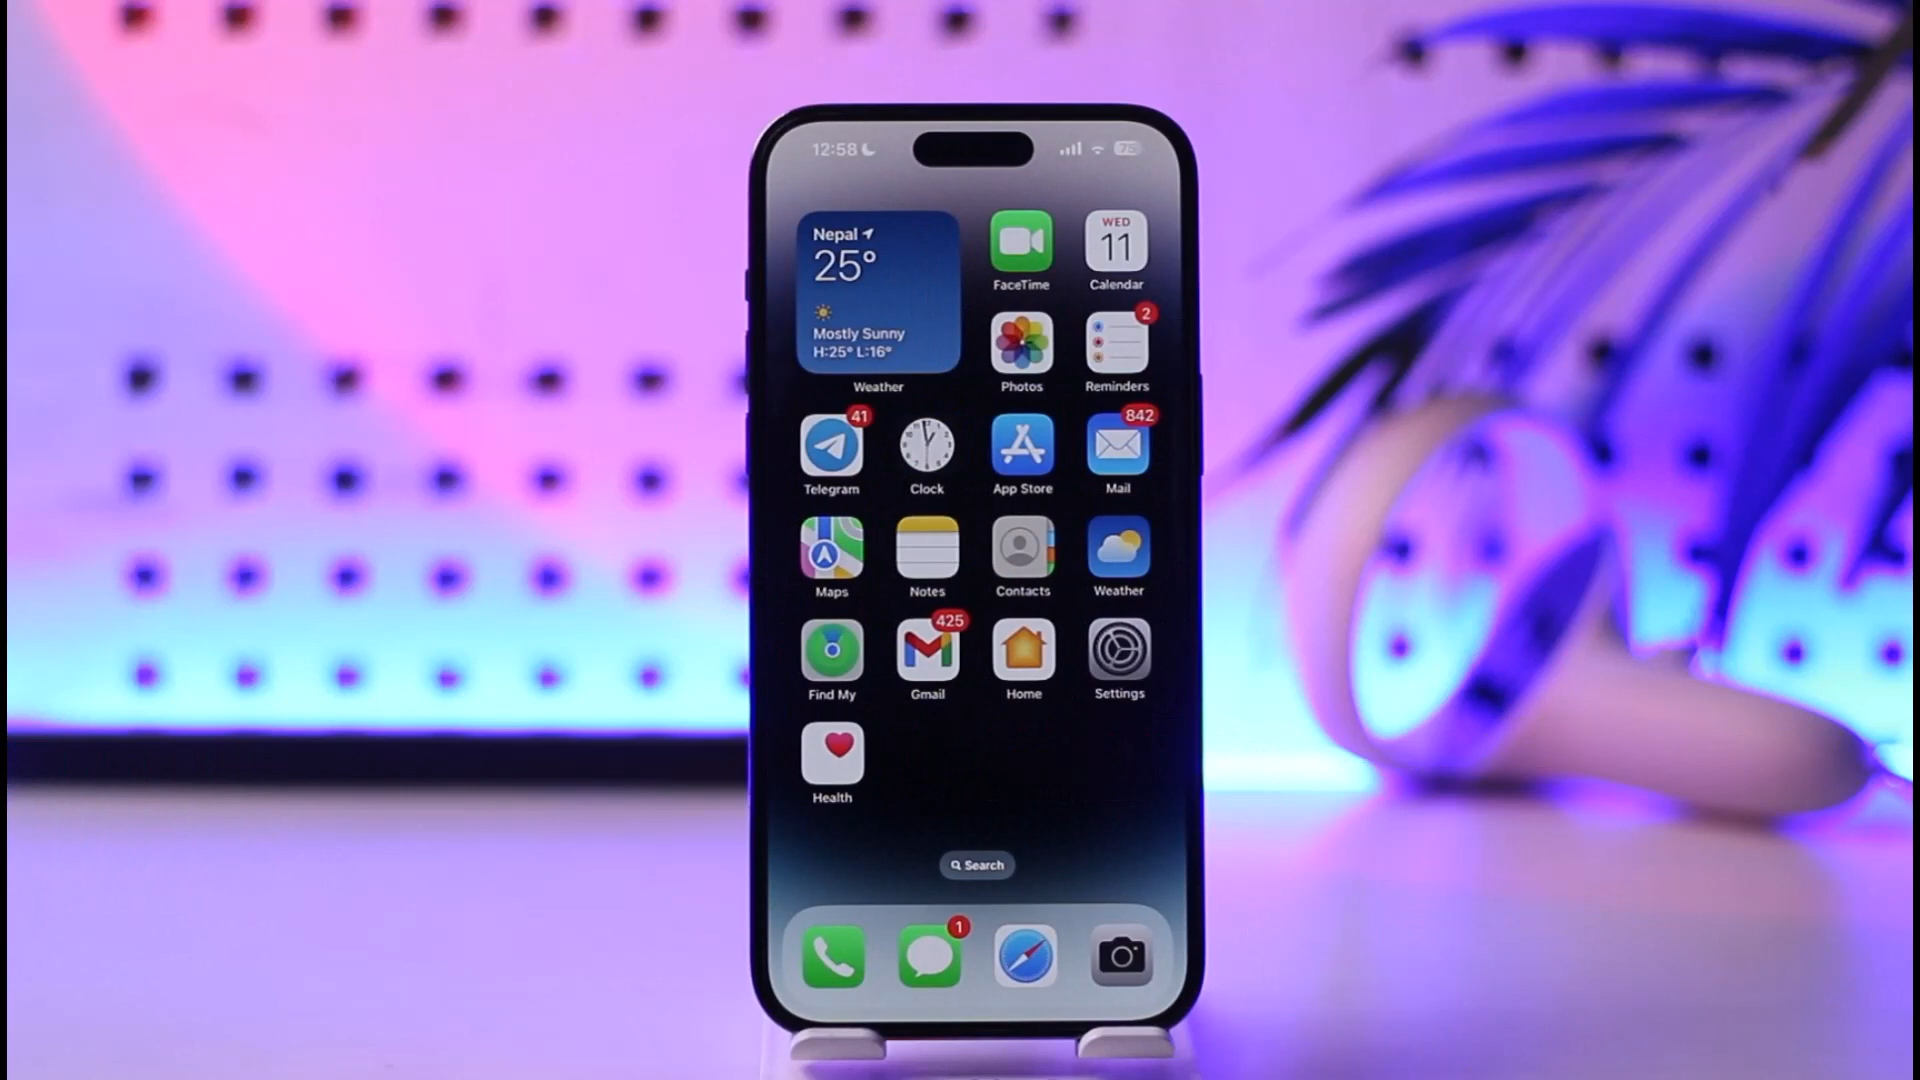 12:58
75
Nepal
25°
Mostly Sunny
H:25° L:16°
Weather
FaceTime
WED
11
Calendar
Photos
2
Reminders
41
Telegram
Clock
App Store
842
Mail
Maps
Notes
Contacts
Weather
Find My
425
Gmail
Home
Settings
Health
Search
1